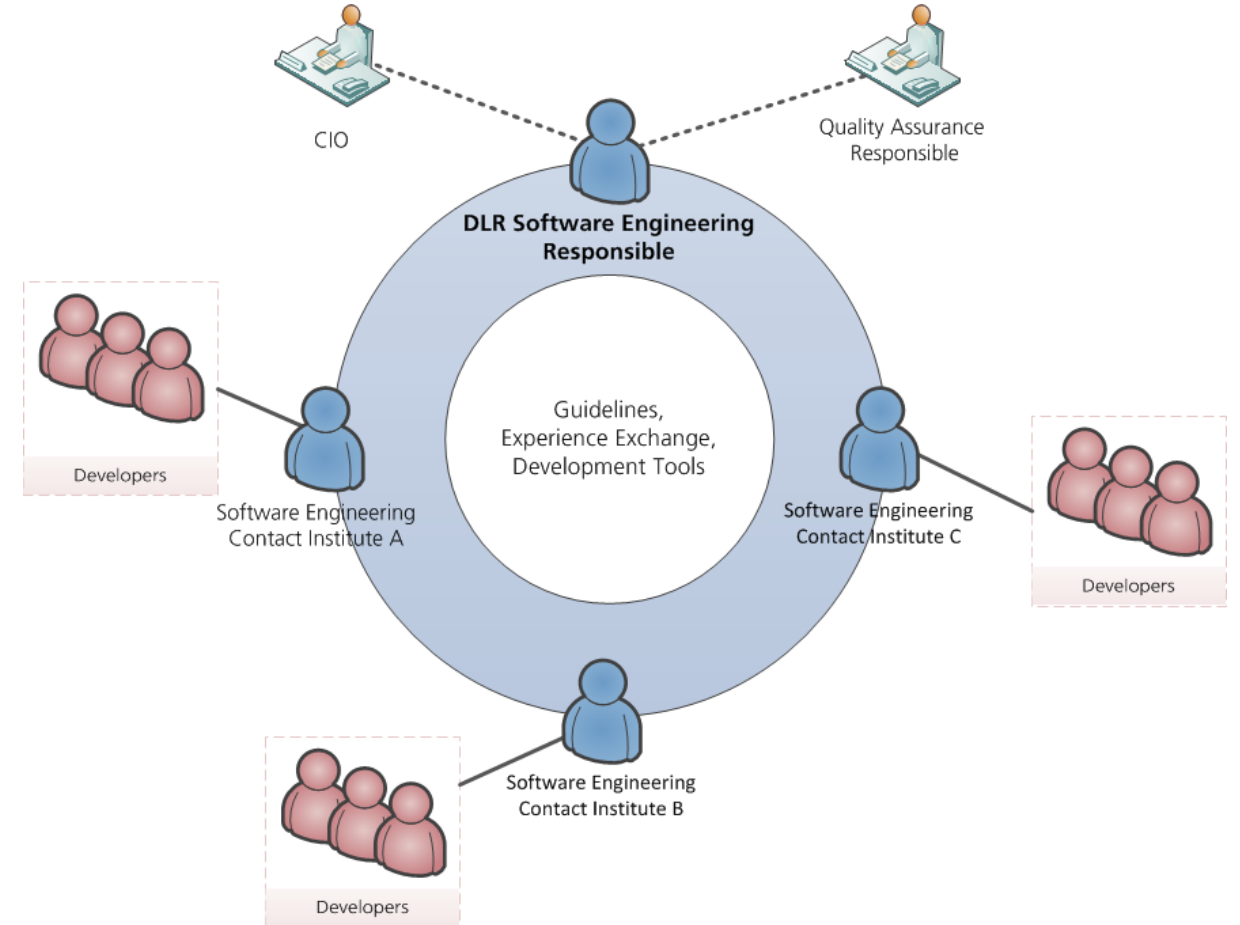 CIO
Quality Assurance
Responsible
DLR Software Engineering
Responsible
Guidelines,
Experience Exchange,
Development Tools
Developers
Software Engineering
Contact Institute A
Software Engineering
Contact Institute C
Developers
Software Engineering
Contact Institute B
Developers